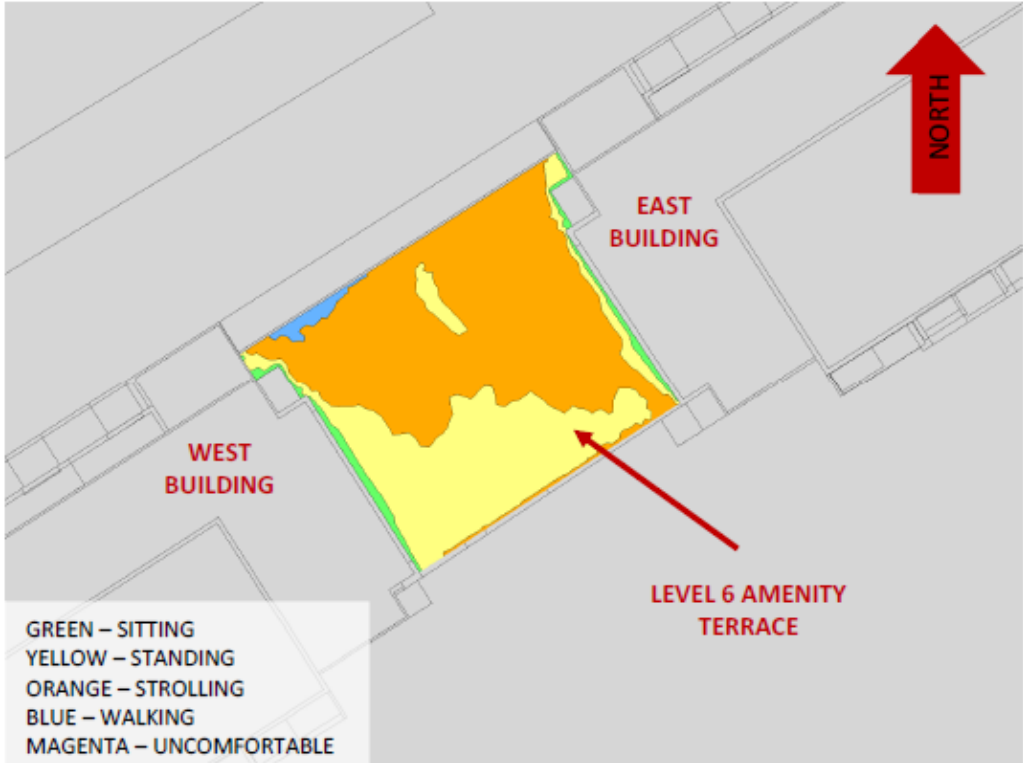 NORTH
EAST
BUILDING
WEST
BUILDING
LEVEL 6 AMENITY
TERRACE
GREEN – SITTING
YELLOW – STANDING
ORANGE – STROLLING
BLUE – WALKING
MAGENTA – UNCOMFORTABLE